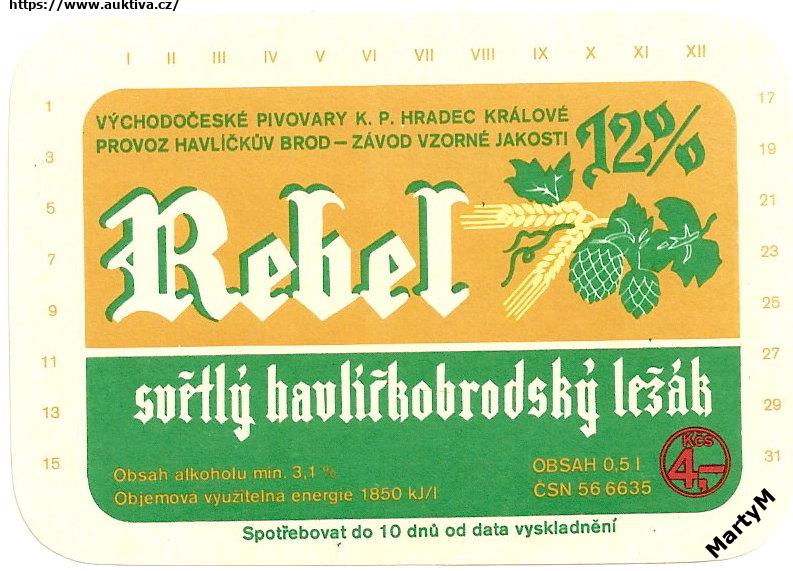 https://www.auktiva.cz/
I II III IV V VI VII VIII IX X XI XII
1
3
5
7
9
11
13
15
17
19
21
23
25
27
29
31
VÝCHODOČESKÉ PIVOVARY K. P. HRADEC KRÁLOVÉ
PROVOZ HAVLÍČKŮV BROD – ZÁVOD VZORNÉ JAKOSTI
12%
Rebel
světlý havlíčkobrodský ležák
Obsah alkoholu min. 3,1 %
Objemová využitelná energie 1850 kJ/l
OBSAH 0,5 l
ČSN 56 6635
Kčs
4,-
Spotřebovat do 10 dnů od data vyskladnění
MartyM